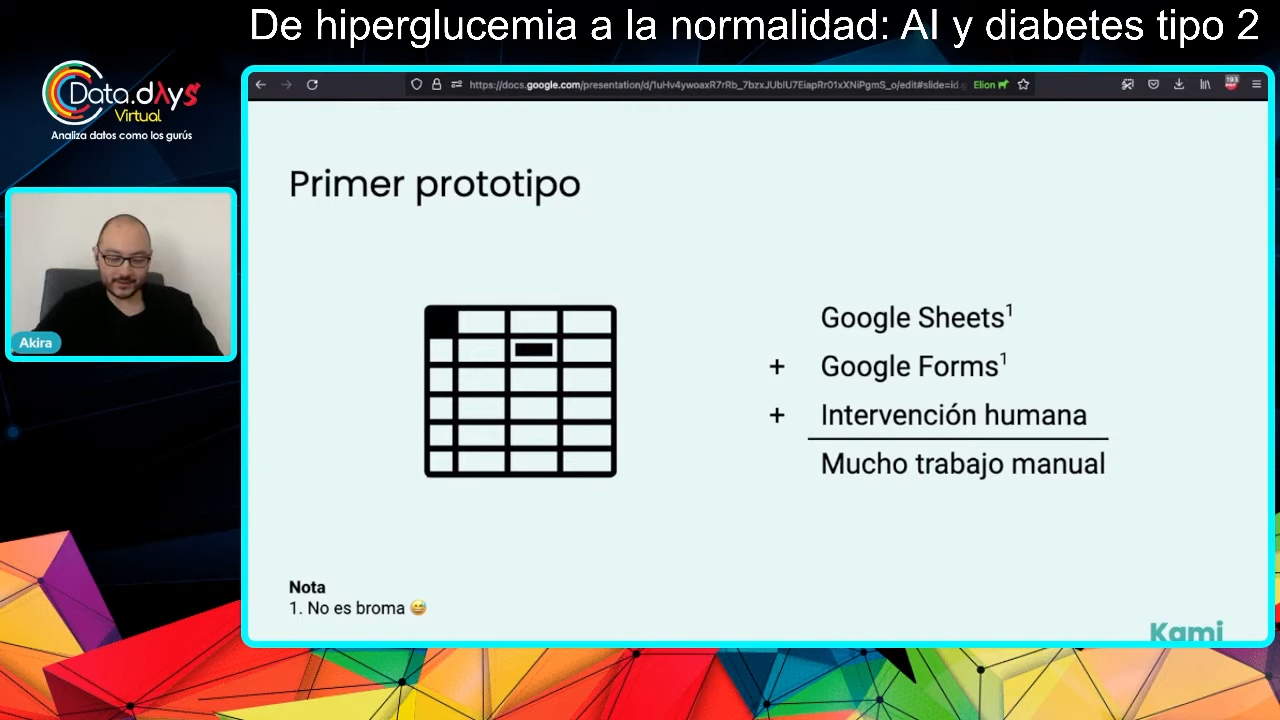 De hiperglucemia a la normalidad: AI y diabetes tipo 2
Data.dAys
Virtual
Analiza datos como los gurús
Akira
Elion
Primer prototipo
Google Sheets¹
+ Google Forms¹
+ Intervención humana
Mucho trabajo manual
Nota
1. No es broma 😅
Kami